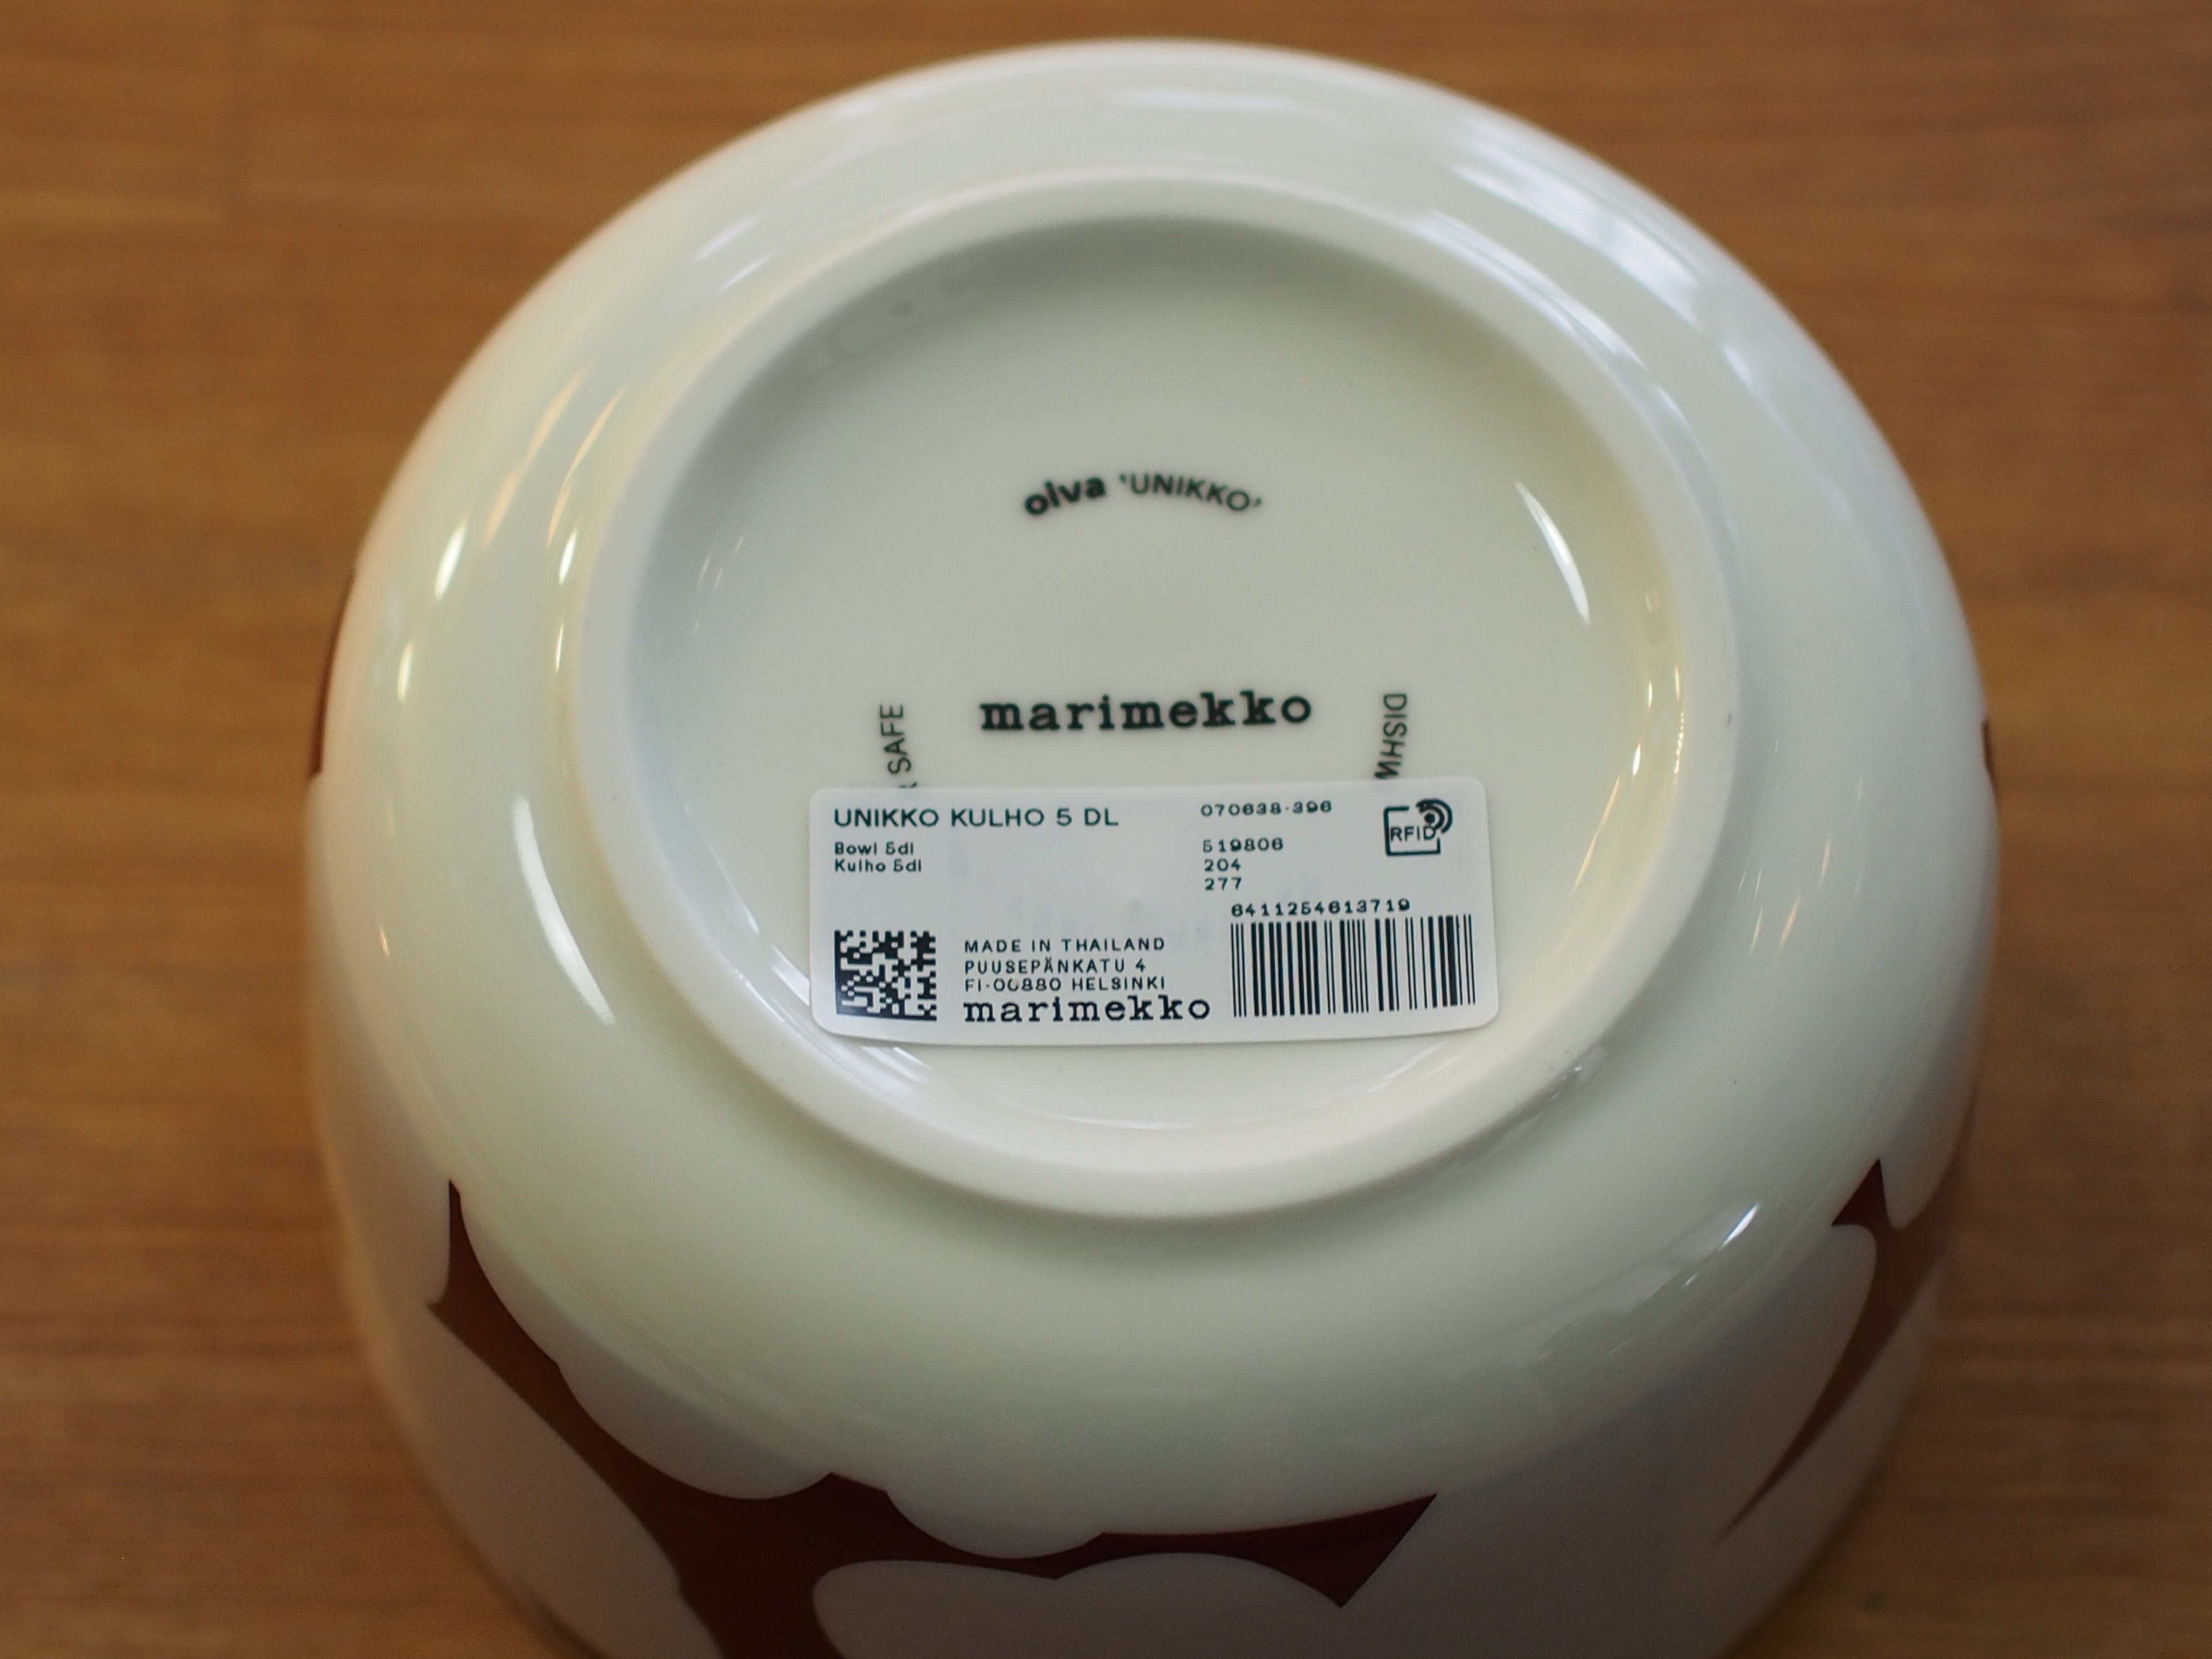 oiva 'UNIKKO'
marimekko
SAFE
DISHW
UNIKKO KULHO 5 DL
Bowl 5dl
Kulho 5dl
070638-396
519806
204
277
RFID
6411254613719
MADE IN THAILAND
PUUSEPÄNKATU 4
FI-00880 HELSINKI
marimekko